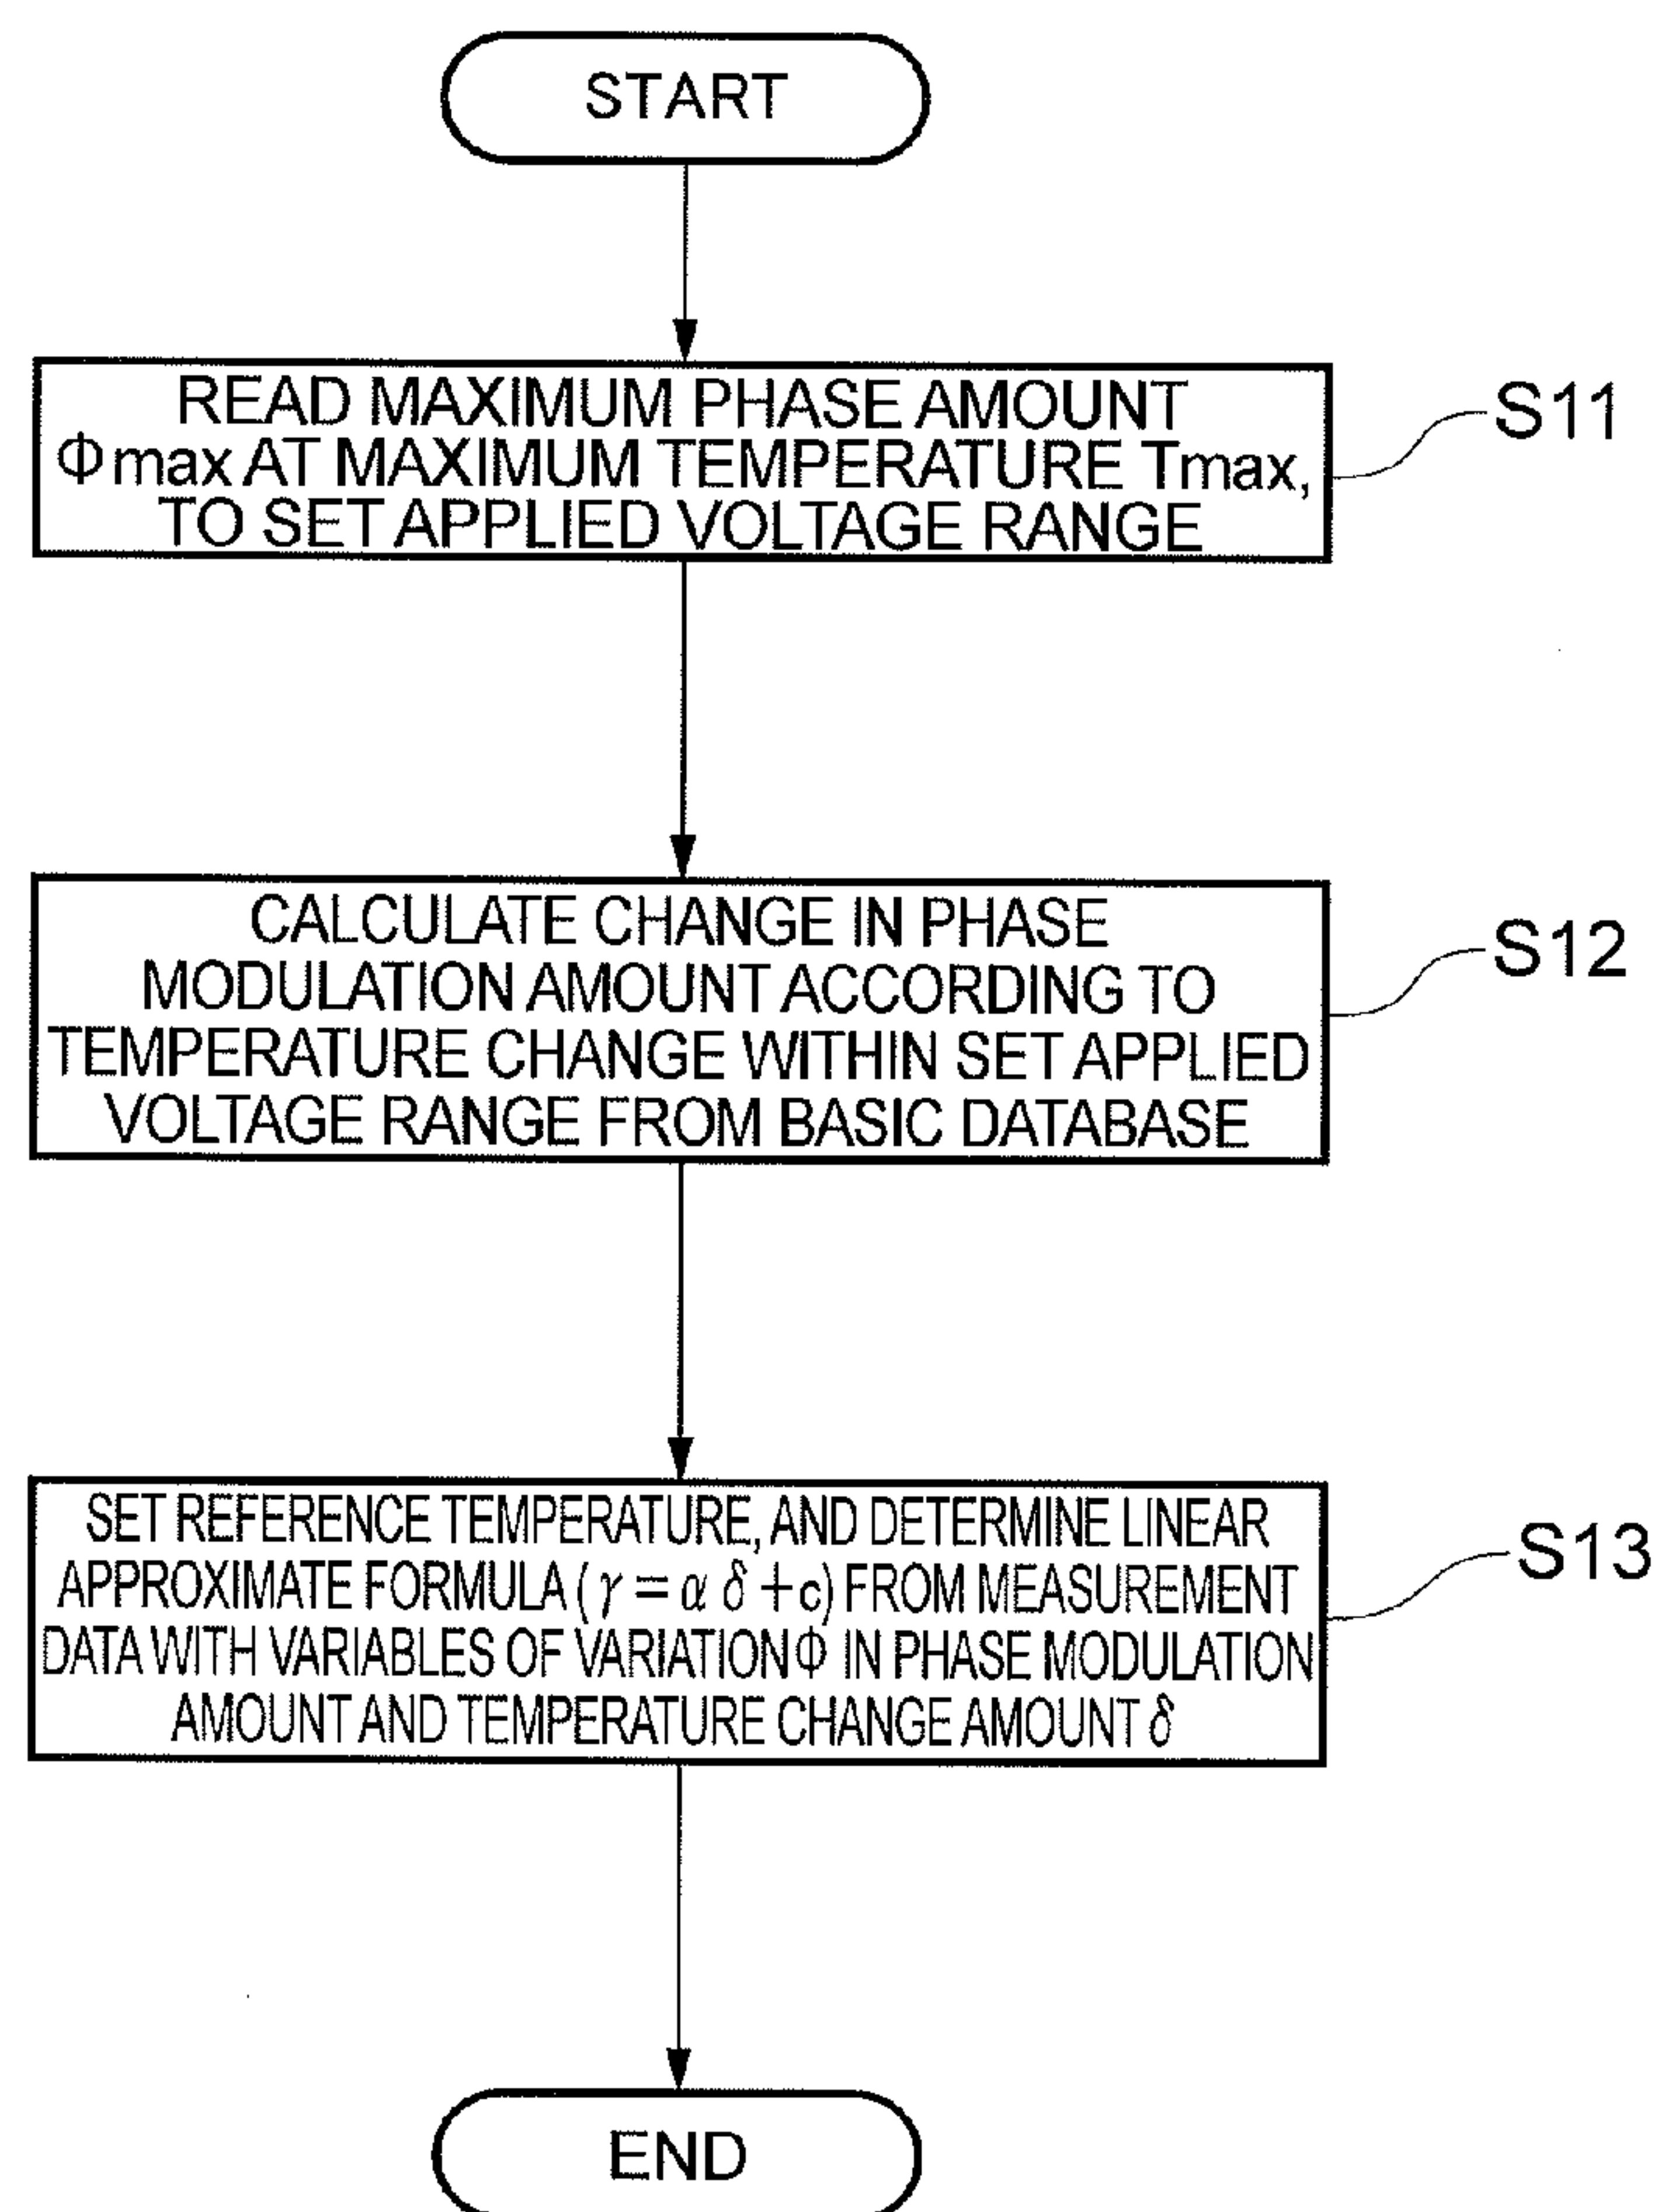 START
READ MAXIMUM PHASE AMOUNT
Φmax AT MAXIMUM TEMPERATURE Tmax,
TO SET APPLIED VOLTAGE RANGE
S11
CALCULATE CHANGE IN PHASE
MODULATION AMOUNT ACCORDING TO
TEMPERATURE CHANGE WITHIN SET APPLIED
VOLTAGE RANGE FROM BASIC DATABASE
S12
SET REFERENCE TEMPERATURE, AND DETERMINE LINEAR
APPROXIMATE FORMULA (γ = α δ +c) FROM MEASUREMENT
DATA WITH VARIABLES OF VARIATION Φ IN PHASE MODULATION
AMOUNT AND TEMPERATURE CHANGE AMOUNT δ
S13
END